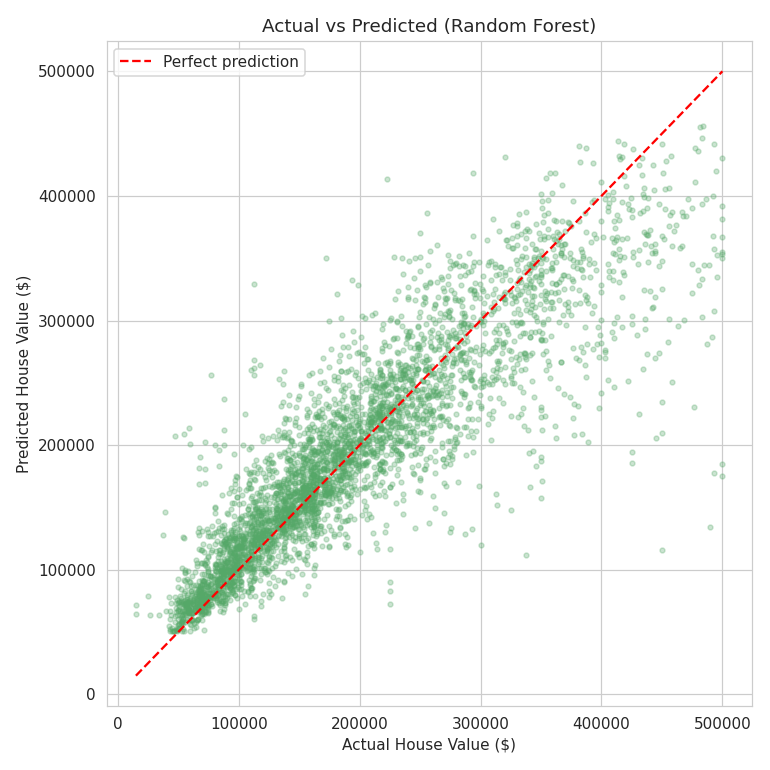 Actual vs Predicted (Random Forest)
Perfect prediction
Predicted House Value ($)
500000
400000
300000
200000
100000
0
0 100000 200000 300000 400000 500000
Actual House Value ($)